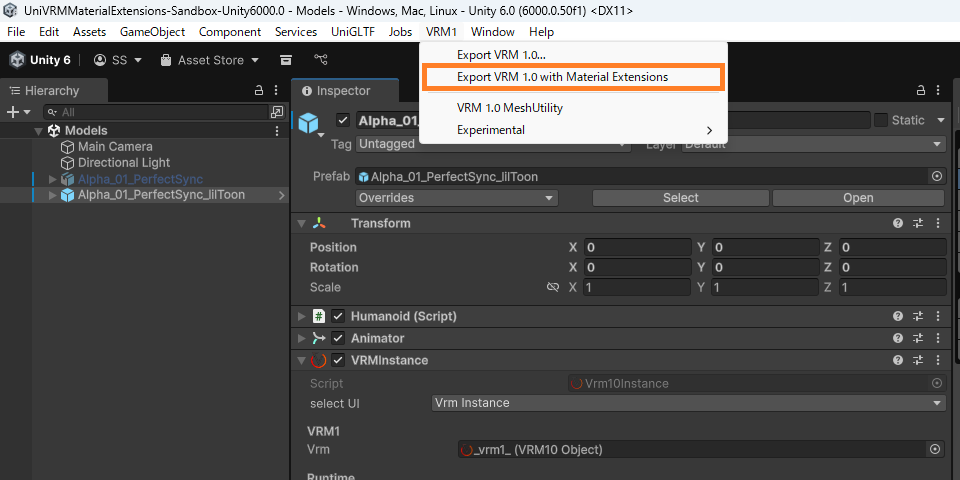 UniVRMMaterialExtensions-Sandbox-Unity6000.0 - Models - Windows, Mac, Linux - Unity 6.0 (6000.0.50f1) <DX11>
File Edit Assets GameObject Component Services UniGLTF Jobs VRM1 Window Help
Export VRM 1.0...
Export VRM 1.0 with Material Extensions
VRM 1.0 MeshUtility
Experimental
Unity 6 SS Asset Store
Hierarchy
All
Models
Main Camera
Directional Light
Alpha_01_PerfectSync
Alpha_01_PerfectSync_lilToon
Inspector
Alpha_01_ Static
Tag Untagged Layer Default
Prefab Alpha_01_PerfectSync_lilToon
Overrides Select Open
Transform
Position X 0 Y 0 Z 0
Rotation X 0 Y 0 Z 0
Scale X 1 Y 1 Z 1
# Humanoid (Script)
Animator
VRMInstance
Script Vrm10Instance
select UI Vrm Instance
VRM1
Vrm _vrm1_ (VRM10 Object)
Runtime